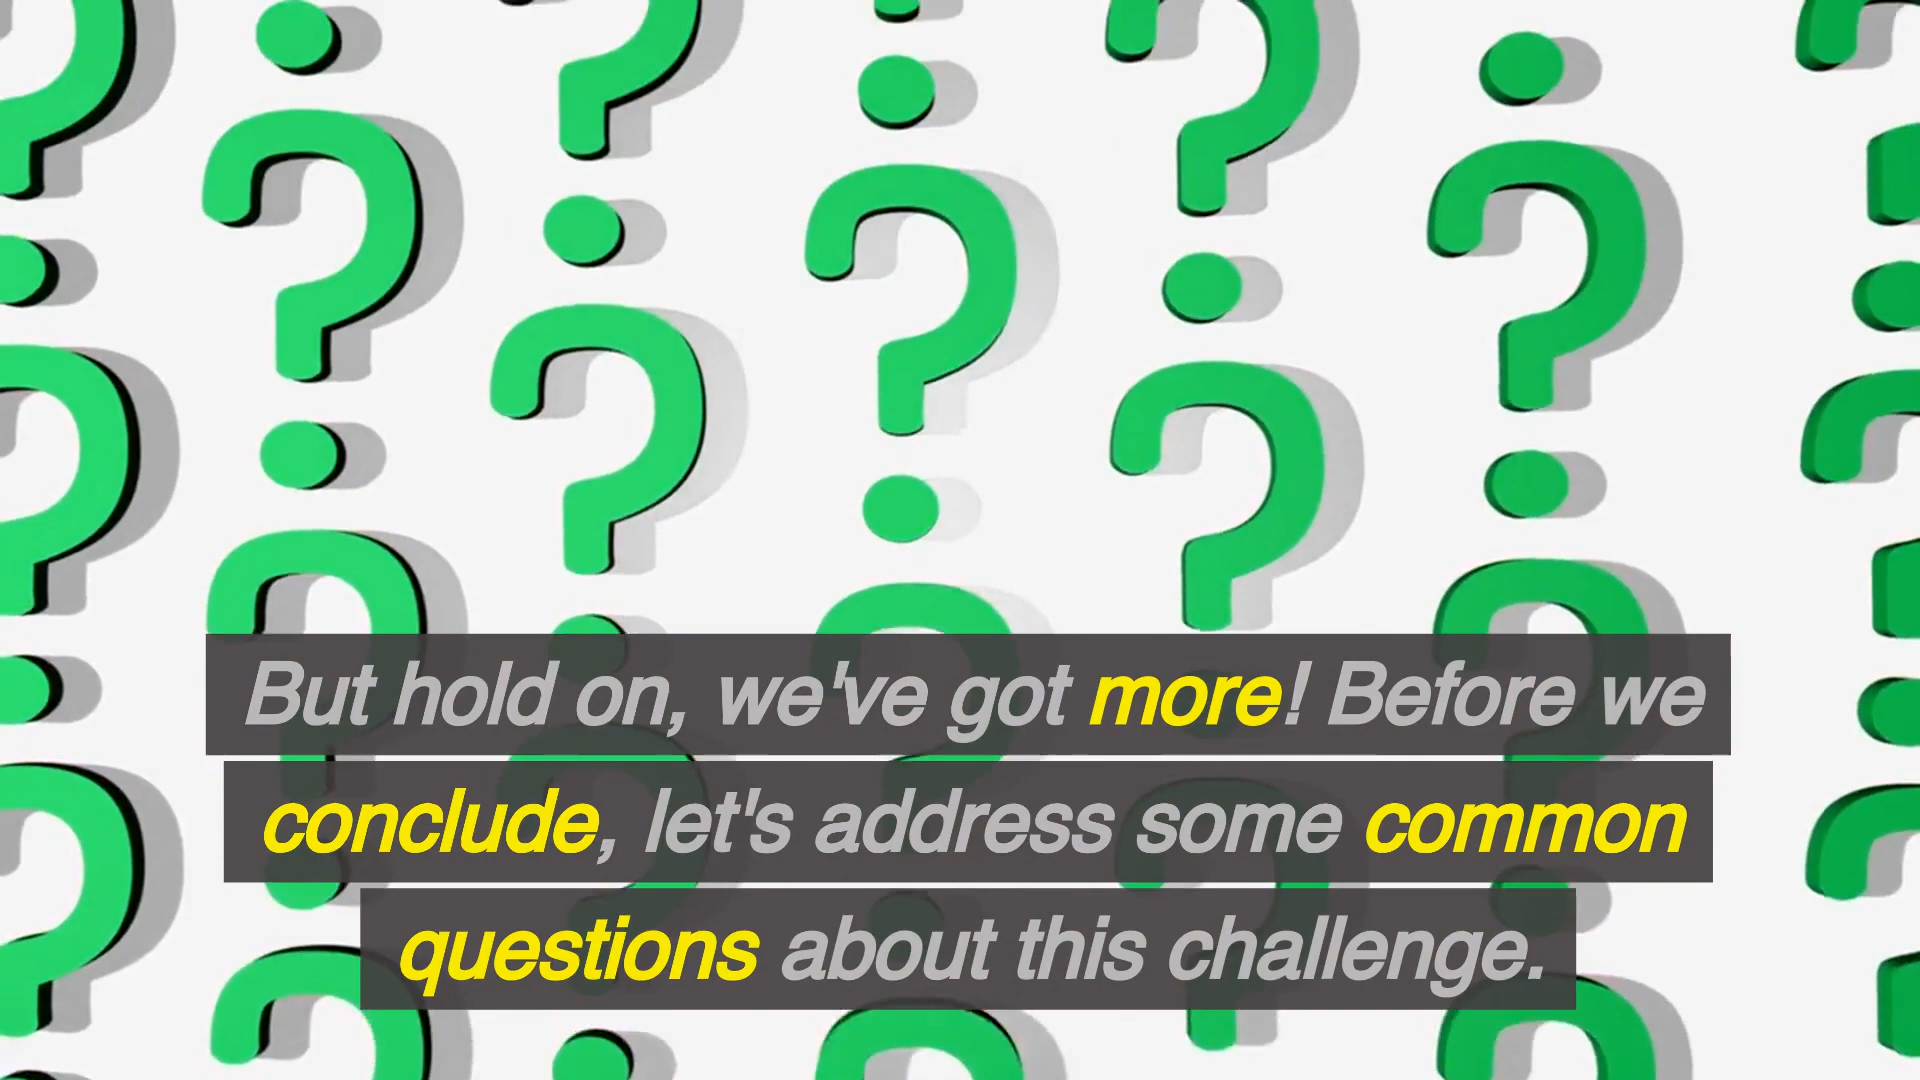 But hold on, we've got more! Before we
conclude, let's address some common
questions about this challenge.